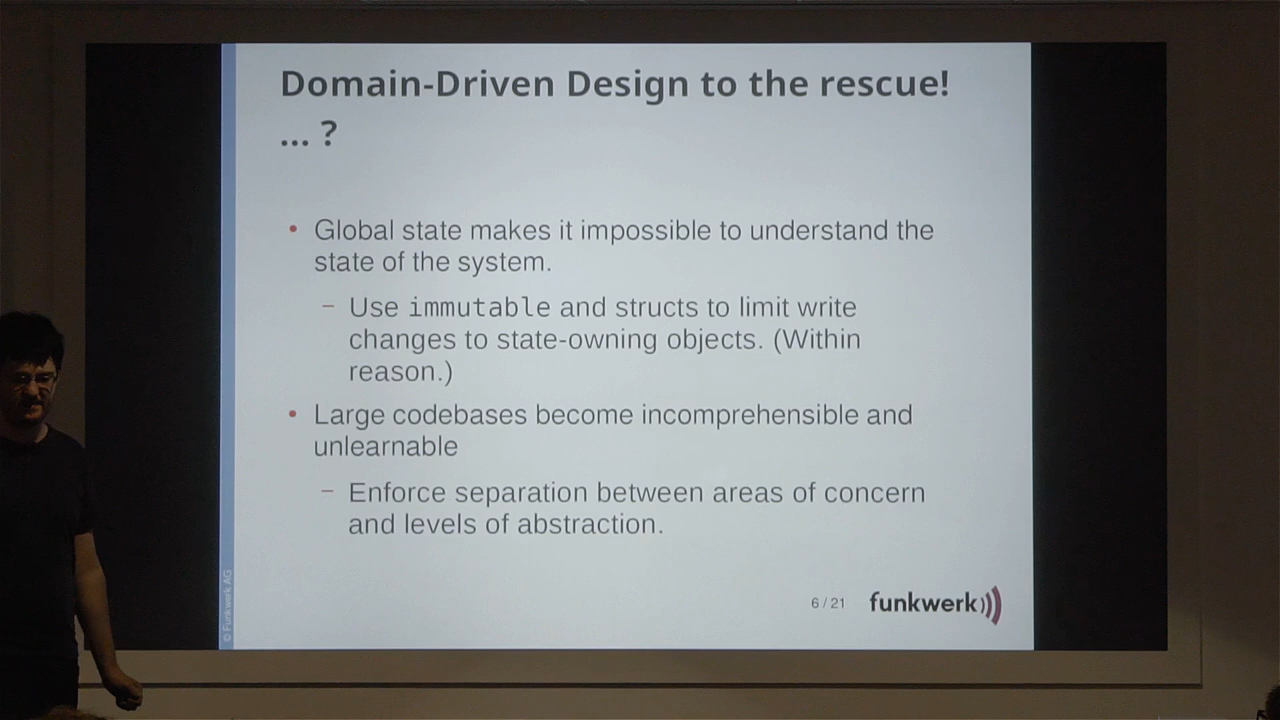 Domain-Driven Design to the rescue!
... ?
• Global state makes it impossible to understand the
state of the system.
– Use immutable and structs to limit write
changes to state-owning objects. (Within
reason.)
• Large codebases become incomprehensible and
unlearnable
– Enforce separation between areas of concern
and levels of abstraction.
© Funkwerk AG
6 / 21
funkwerk